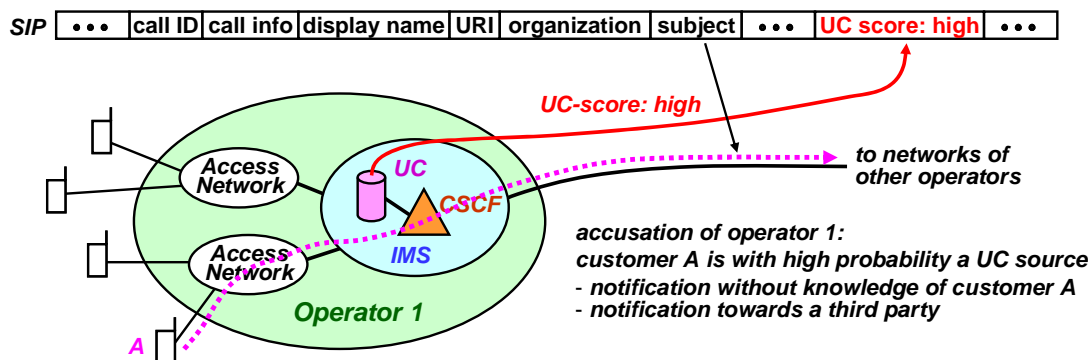 SIP ••• call ID call info display name URI organization subject ••• UC score: high •••
UC-score: high
Access
Network
UC
CSCF
IMS
to networks of
other operators
Access
Network
Operator 1
A
accusation of operator 1:
customer A is with high probability a UC source
- notification without knowledge of customer A
- notification towards a third party